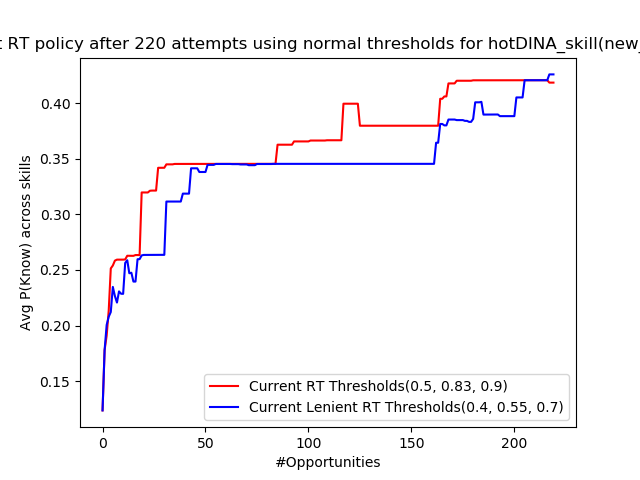 t RT policy after 220 attempts using normal thresholds for hotDINA_skill(new_
0.40
0.35
0.30
0.25
0.20
0.15
Avg P(Know) across skills
Current RT Thresholds(0.5, 0.83, 0.9)
Current Lenient RT Thresholds(0.4, 0.55, 0.7)
0 50 100 150 200
#Opportunities